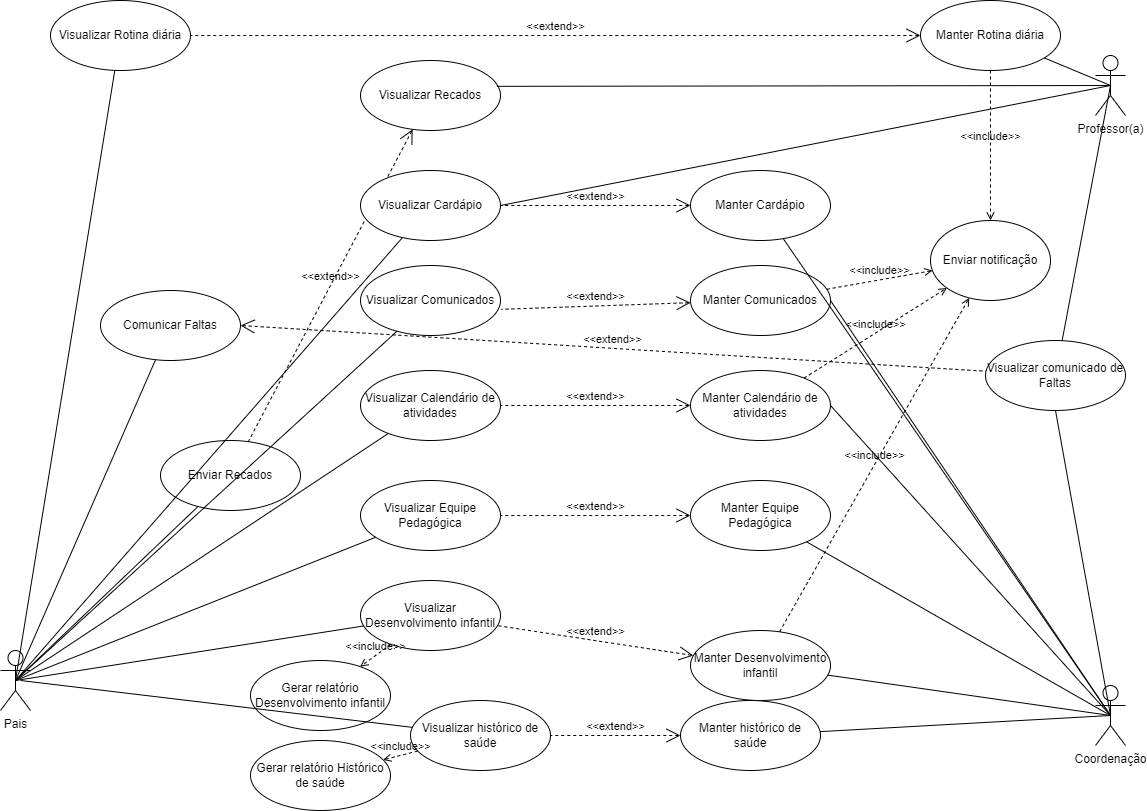 Visualizar Rotina diária
<<extend>>
Manter Rotina diária
Visualizar Recados
Professor(a)
<<include>>
Visualizar Cardápio
<<extend>>
Manter Cardápio
Enviar notificação
<<extend>>
<<include>>
Visualizar Comunicados
<<extend>>
Manter Comunicados
Comunicar Faltas
<<include>>
<<extend>>
Visualizar comunicado de
Faltas
Visualizar Calendário de
atividades
<<extend>>
Manter Calendário de
atividades
<<include>>
Enviar Recados
Visualizar Equipe
Pedagógica
<<extend>>
Manter Equipe
Pedagógica
Visualizar
Desenvolvimento infantil
<<extend>>
<<include>>
Manter Desenvolvimento
infantil
Gerar relatório
Desenvolvimento infantil
Pais
Visualizar histórico de
saúde
<<extend>>
Manter histórico de
saúde
<<include>>
Gerar relatório Histórico
de saúde
Coordenação